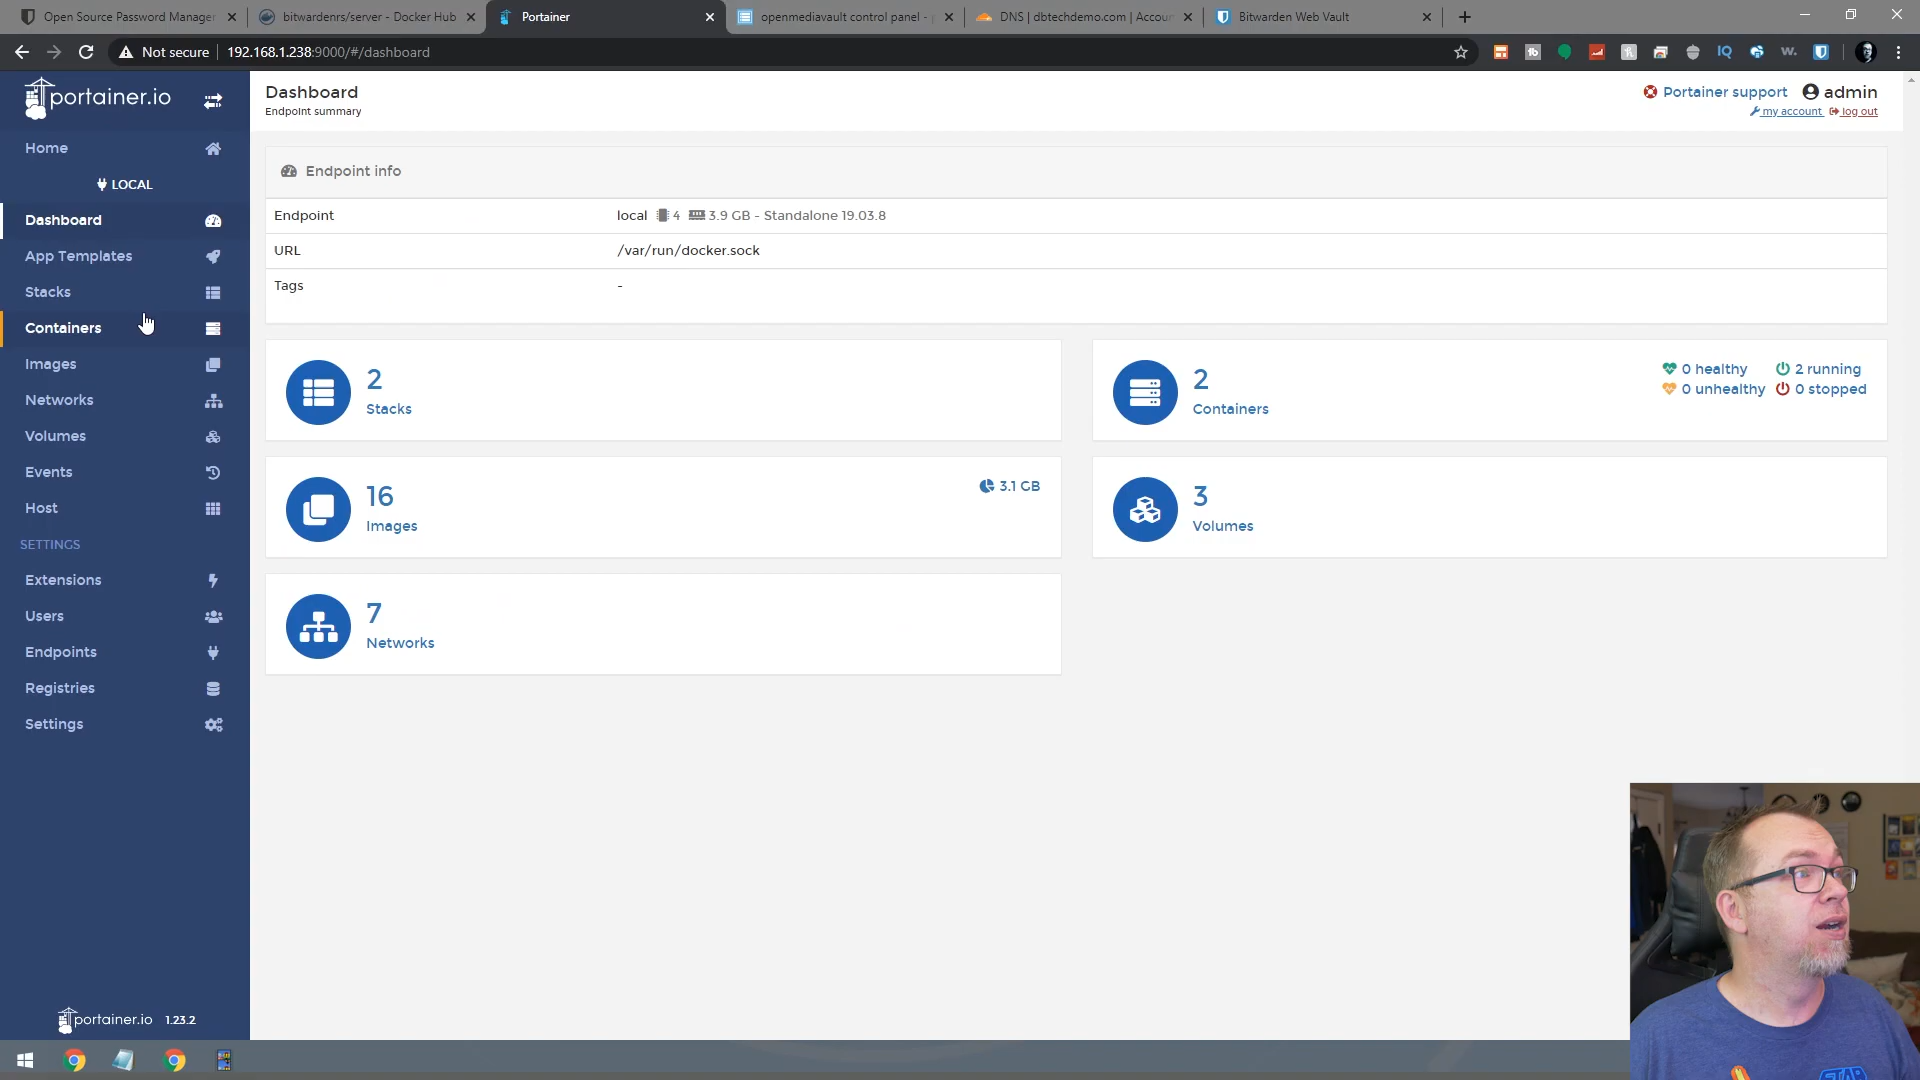 Open Source Password Manager
bitwardenrs/server - Docker Hub
Portainer
openmediavault control panel -
DNS | dbtechdemo.com | Accoun
Bitwarden Web Vault
Not secure
192.168.1.238:9000/#/dashboard
IQ
w.
portainer.io
Home
LOCAL
Dashboard
App Templates
Stacks
Containers
Images
Networks
Volumes
Events
Host
SETTINGS
Extensions
Users
Endpoints
Registries
Settings
portainer.io 1.23.2
Dashboard
Endpoint summary
Portainer support
admin
my account
log out
Endpoint info
Endpoint
local 4 3.9 GB - Standalone 19.03.8
URL
/var/run/docker.sock
Tags
-
2
Stacks
2
Containers
0 healthy
2 running
0 unhealthy
0 stopped
16
Images
3.1 GB
3
Volumes
7
Networks
STAR